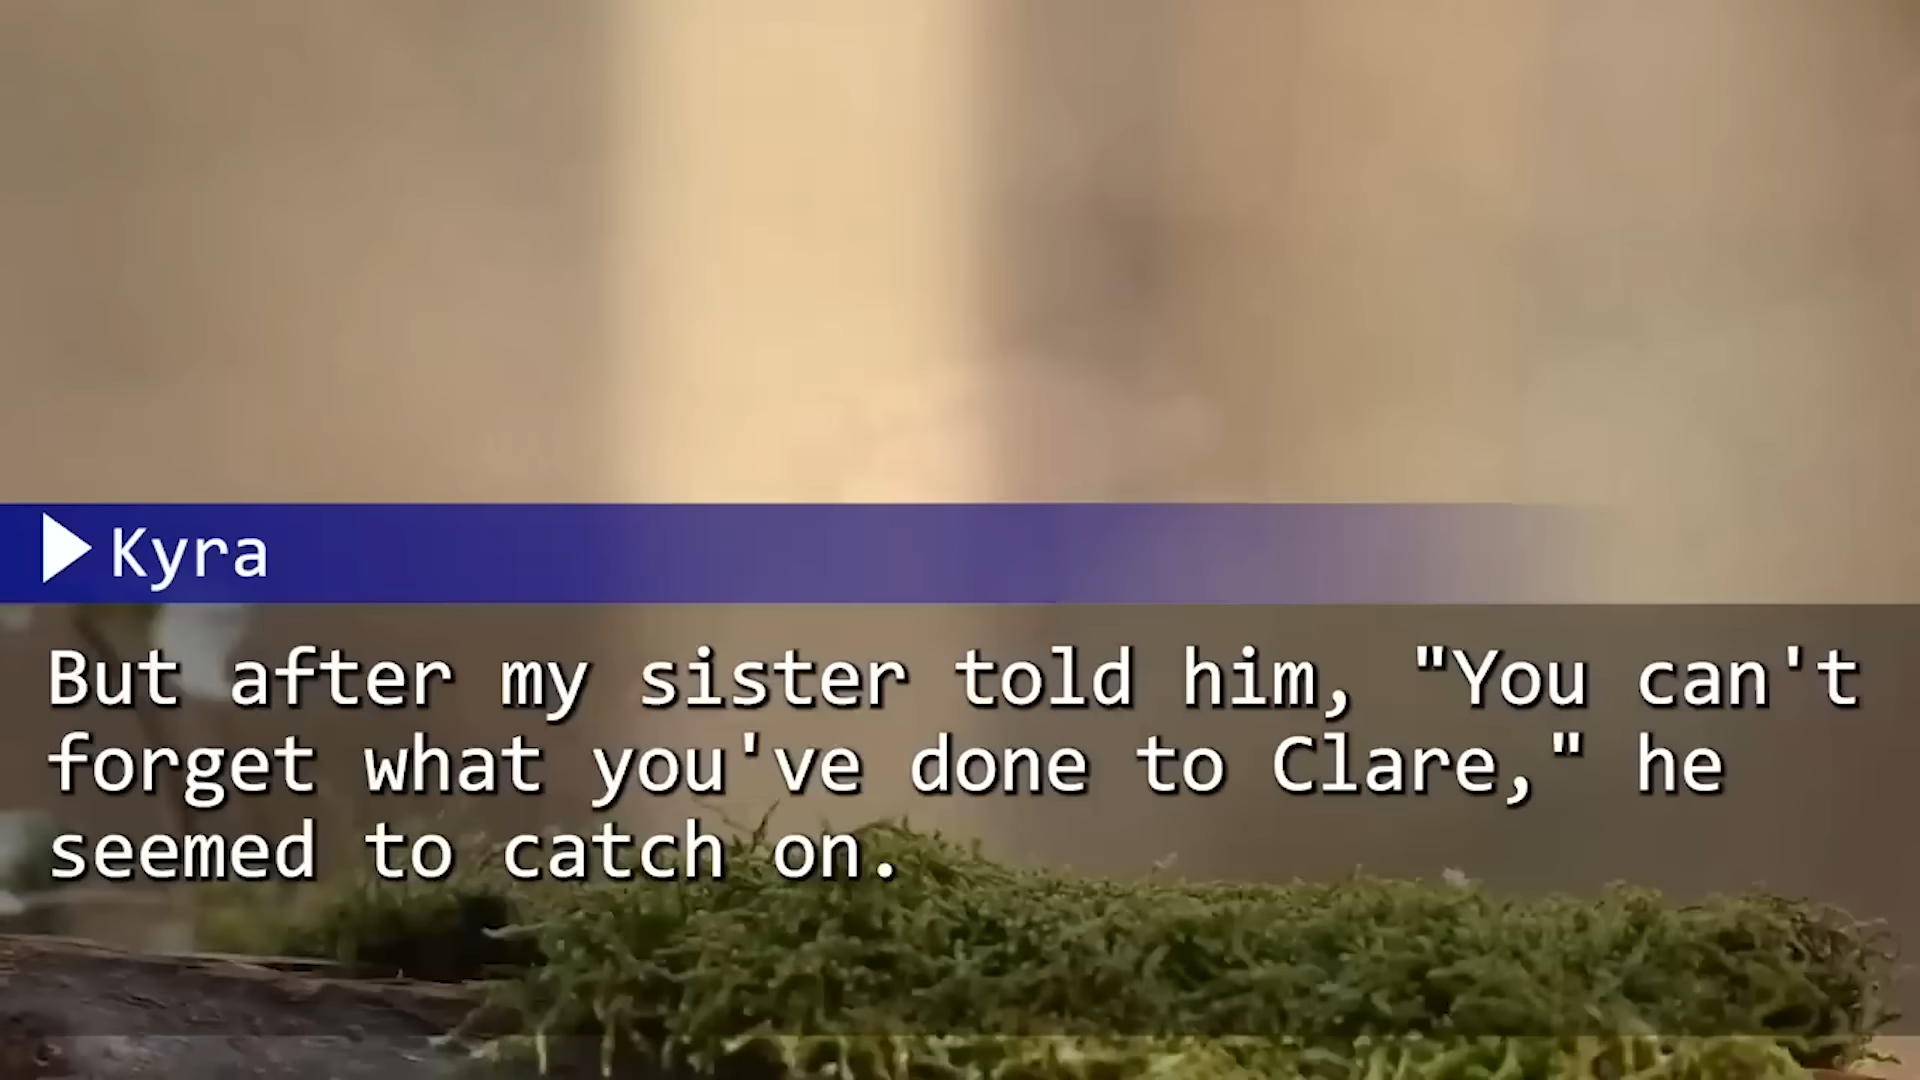 Kyra
But after my sister told him, "You can't
forget what you've done to Clare," he
seemed to catch on.